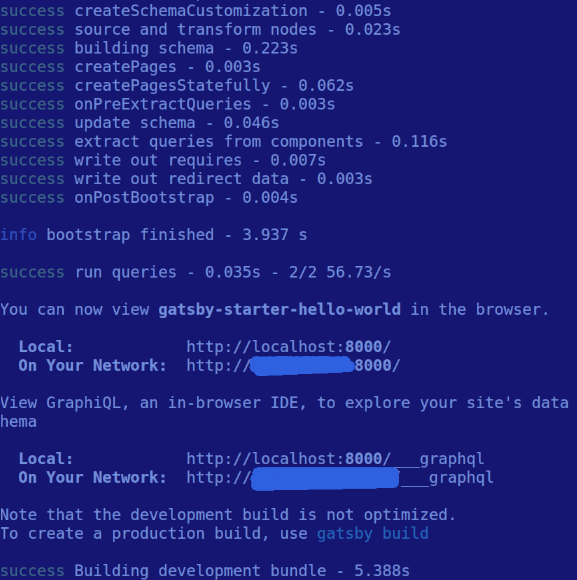 success createSchemaCustomization - 0.005s
success source and transform nodes - 0.023s
success building schema - 0.223s
success createPages - 0.003s
success createPagesStatefully - 0.062s
success onPreExtractQueries - 0.003s
success update schema - 0.046s
success extract queries from components - 0.116s
success write out requires - 0.007s
success write out redirect data - 0.003s
success onPostBootstrap - 0.004s
info bootstrap finished - 3.937 s
success run queries - 0.035s - 2/2 56.73/s
You can now view gatsby-starter-hello-world in the browser.
Local: http://localhost:8000/
On Your Network: http://8000/
View GraphiQL, an in-browser IDE, to explore your site's data
hema
Local: http://localhost:8000/___graphql
On Your Network: http://___graphql
Note that the development build is not optimized.
To create a production build, use gatsby build
success Building development bundle - 5.388s